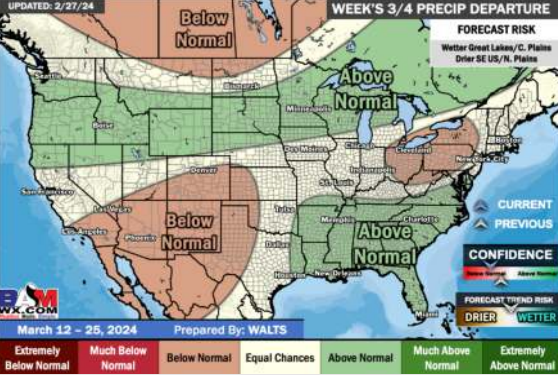 UPDATED: 2/27/24
WEEK'S 3/4 PRECIP DEPARTURE
FORECAST RISK
Wetter Great Lakes/C. Plains
Drier SE US/N. Plains
Below
Normal
Above
Normal
Seattle
Bismarck
Minneapolis
Boise
Des Moines
Chicago
Cleveland
Boston
New York City
Denver
Indianapolis
St. Louis
San Francisco
Las Vegas
Los Angeles
Phoenix
Below
Normal
Tulsa
Memphis
Charlotte
Above
Normal
Dallas
Houston
New Orleans
Miami
CURRENT
PREVIOUS
CONFIDENCE
Below Normal
Above Normal
FORECAST TREND RISK
DRIER
WETTER
BAM
WX.COM
March 12 – 25, 2024
Prepared By: WALTS
Extremely
Below Normal
Much Below
Normal
Below Normal
Equal Chances
Above Normal
Much Above
Normal
Extremely
Above Normal